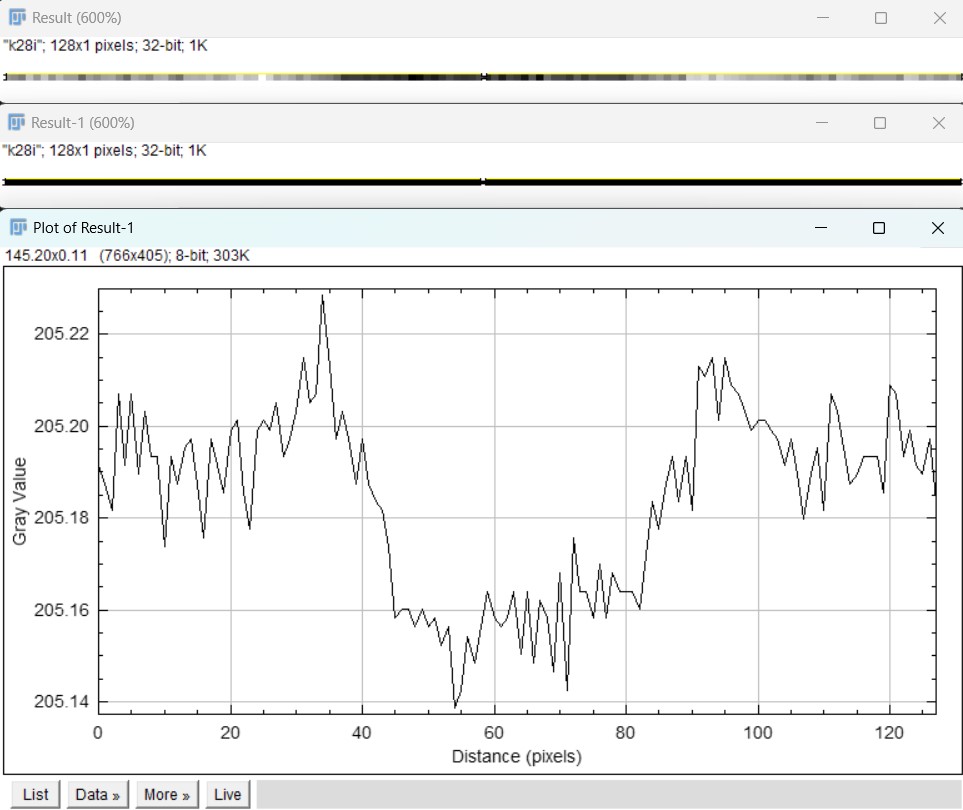 Result (600%)
"k28i"; 128x1 pixels; 32-bit; 1K
Result-1 (600%)
"k28i"; 128x1 pixels; 32-bit; 1K
Plot of Result-1
145.20x0.11 (766x405); 8-bit; 303K
205.22
205.20
205.18
205.16
205.14
Gray Value
0 20 40 60 80 100 120
Distance (pixels)
List Data » More » Live